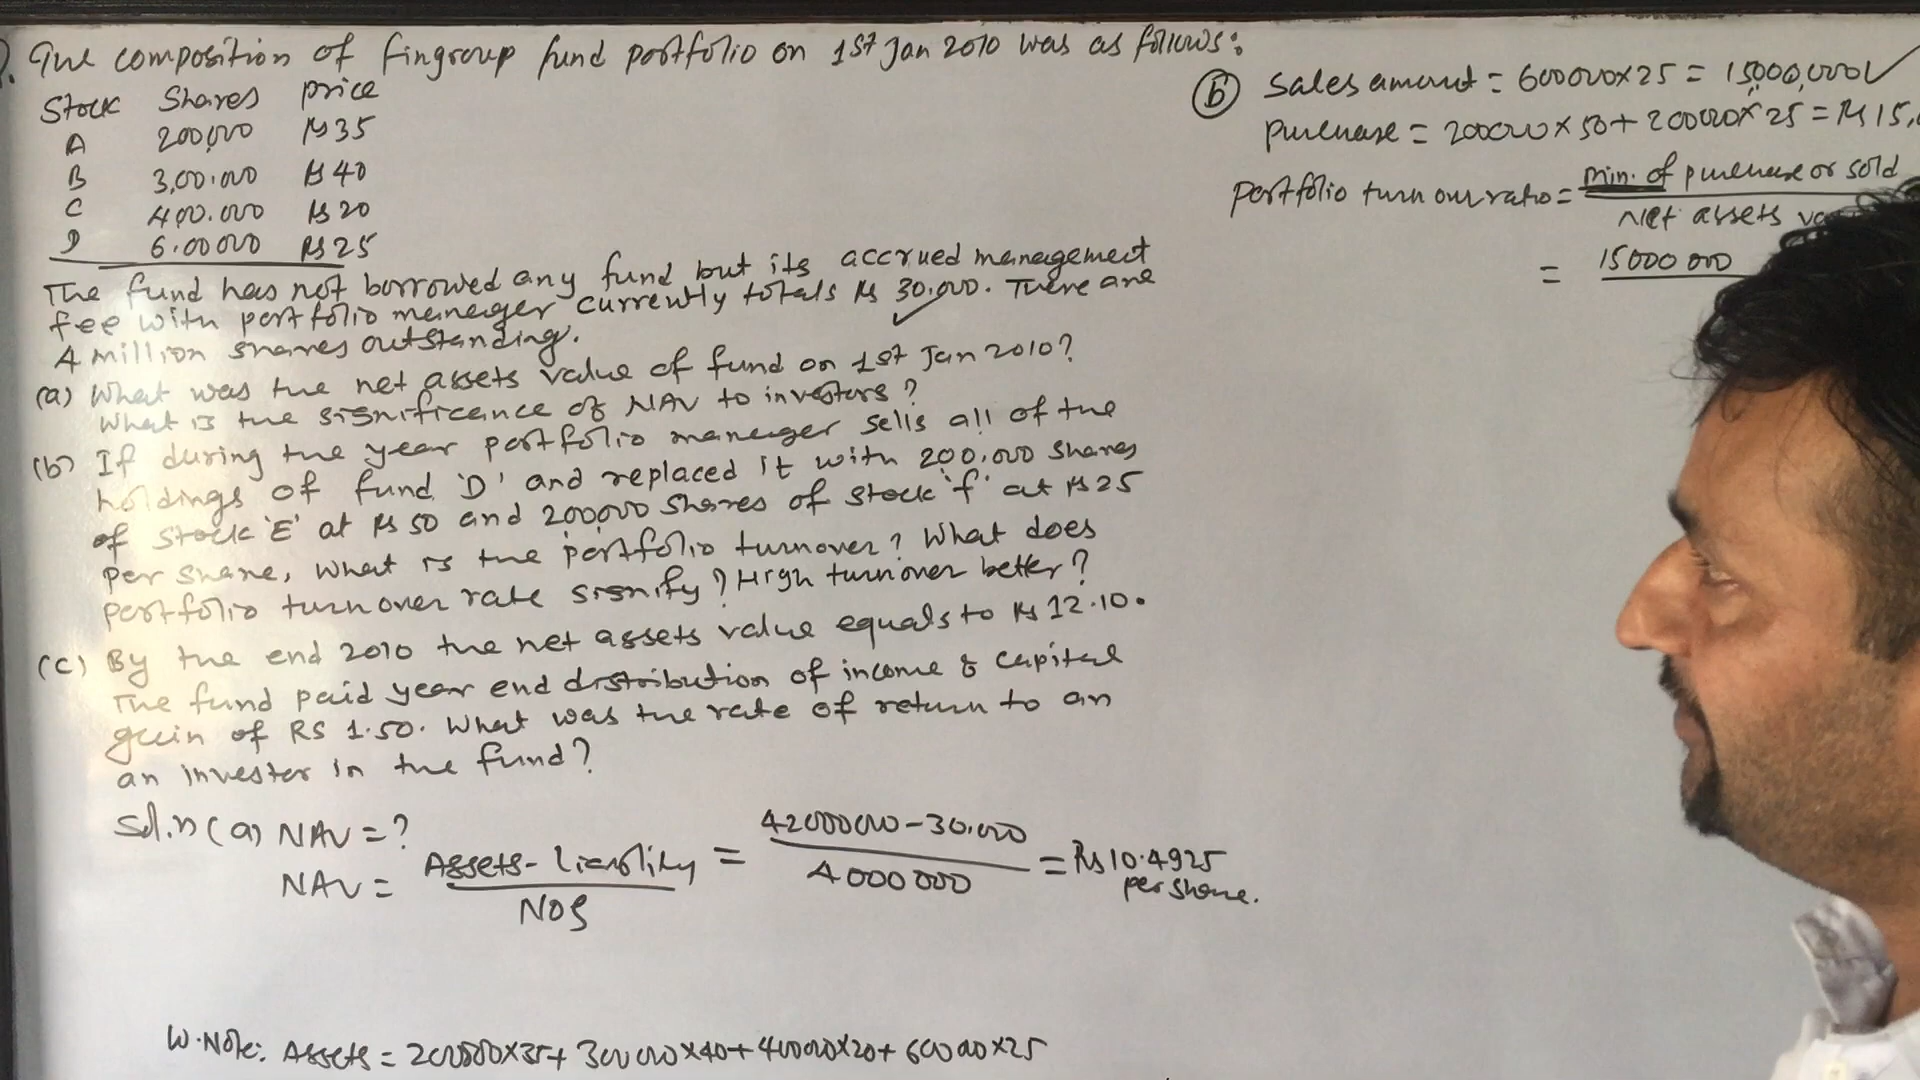 Q. The composition of fingroup fund portfolio on 1st Jan 2010 was as follows:
Stock Shares price
A 200,000 Rs 35
B 3,00,000 Rs 40
C 400,000 Rs 20
D 6,00000 Rs 25
The fund has not borrowed any fund but its accrued management
fee with portfolio maneger currently totals Rs 30,000. There are
4 million shares outstanding.
(a) What was the net assets value of fund on 1st Jan 2010?
What is the significance of NAV to investors?
(b) If during the year portfolio maneger sells all of the
holdings of fund 'D' and replaced it with 200,000 shares
of stock 'E' at Rs 50 and 200,000 shares of stock 'f' at Rs 25
per share, what is the portfolio turnover? What does
portfolio turnover rate signify? High turnover better?
(c) By the end 2010 the net assets value equals to Rs 12.10.
The fund paid year end distribution of income & capital
gain of RS 1.50. What was the rate of return to an
an investor in the fund?
Sol.n (a) NAV = ?
NAV = Assets - liability / NOS = 42000000 - 30,000 / 4000000 = Rs 10.4925 per share.
W.Note: Assets = 200000×35 + 300000×40 + 400000×20 + 600000×25
(b) Sales amount = 600000×25 = 15000,000 ✓
purchase = 200000×50 + 200000×25 = Rs 15,
portfolio turn over ratio = min. of purchase or sold / Net assets
= 15000 000